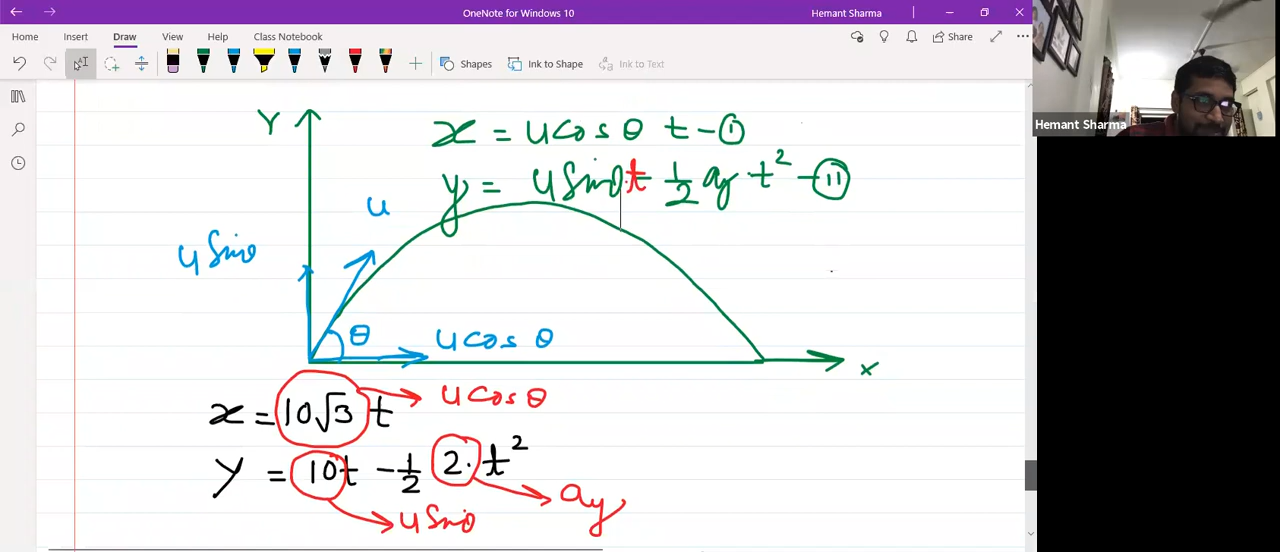 OneNote for Windows 10
Hemant Sharma
Home Insert Draw View Help Class Notebook
Share
Shapes Ink to Shape Ink to Text
Hemant Sharma
Y
x = u cos θ t - ①
y = u Sinθ t - 1/2 ay t² - ⑪
u
u Sinθ
θ
u cos θ
x
x = 10√3 t
u cos θ
y = 10t - 1/2 2. t²
ay
u Sinθ